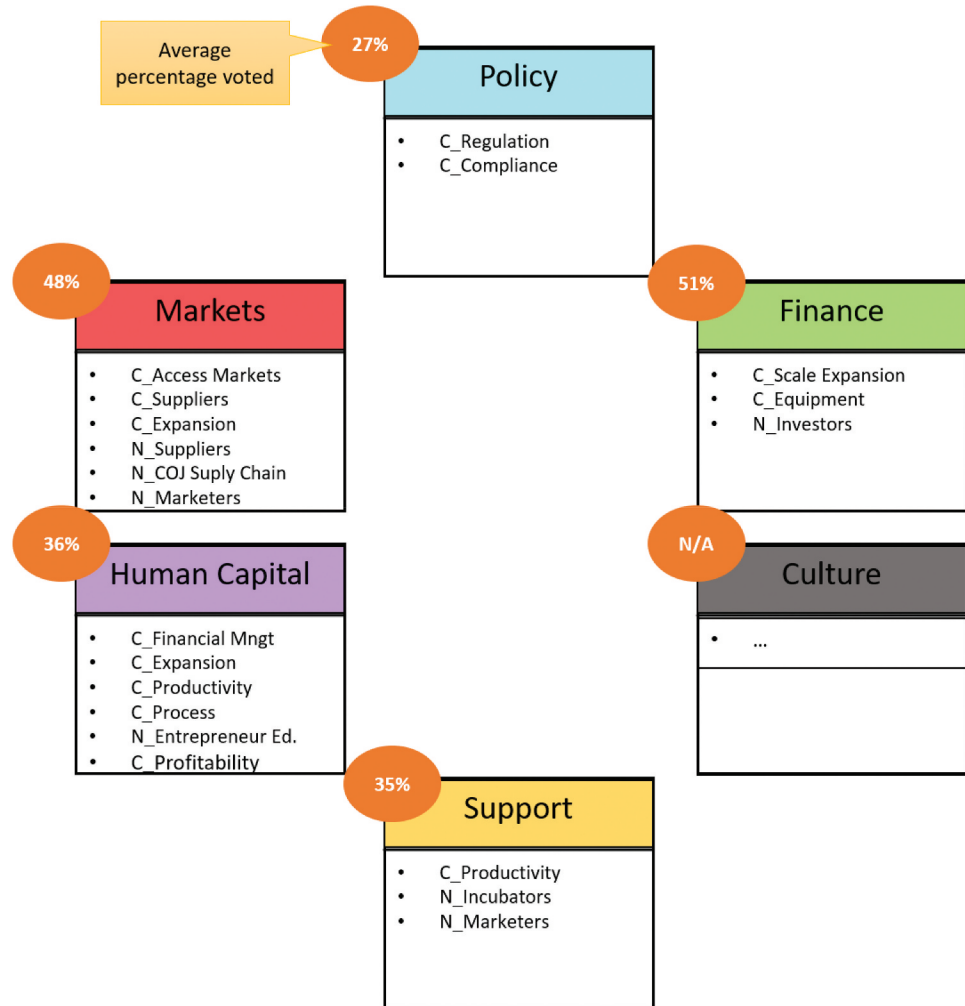 Average
percentage voted
27%
Policy
• C_Regulation
• C_Compliance
48%
Markets
• C_Access Markets
• C_Suppliers
• C_Expansion
• N_Suppliers
• N_COJ Suply Chain
• N_Marketers
51%
Finance
• C_Scale Expansion
• C_Equipment
• N_Investors
36%
Human Capital
• C_Financial Mngt
• C_Expansion
• C_Productivity
• C_Process
• N_Entrepreneur Ed.
• C_Profitability
N/A
Culture
• ...
35%
Support
• C_Productivity
• N_Incubators
• N_Marketers